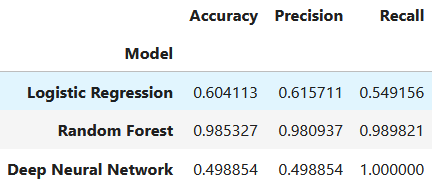 Accuracy Precision Recall
Model
Logistic Regression 0.604113 0.615711 0.549156
Random Forest 0.985327 0.980937 0.989821
Deep Neural Network 0.498854 0.498854 1.000000